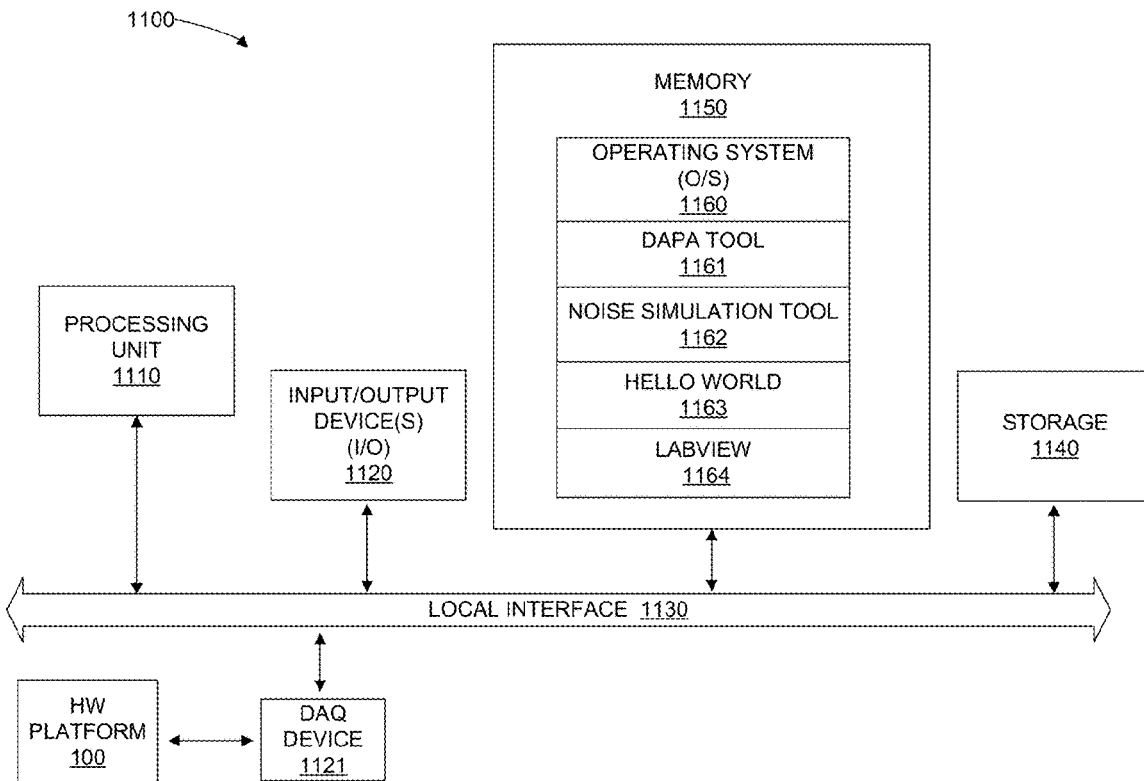 1100
MEMORY
1150
OPERATING SYSTEM
(O/S)
1160
DAPA TOOL
1161
NOISE SIMULATION TOOL
1162
HELLO WORLD
1163
LABVIEW
1164
PROCESSING
UNIT
1110
INPUT/OUTPUT
DEVICE(S)
(I/O)
1120
STORAGE
1140
LOCAL INTERFACE 1130
HW
PLATFORM
100
DAQ
DEVICE
1121